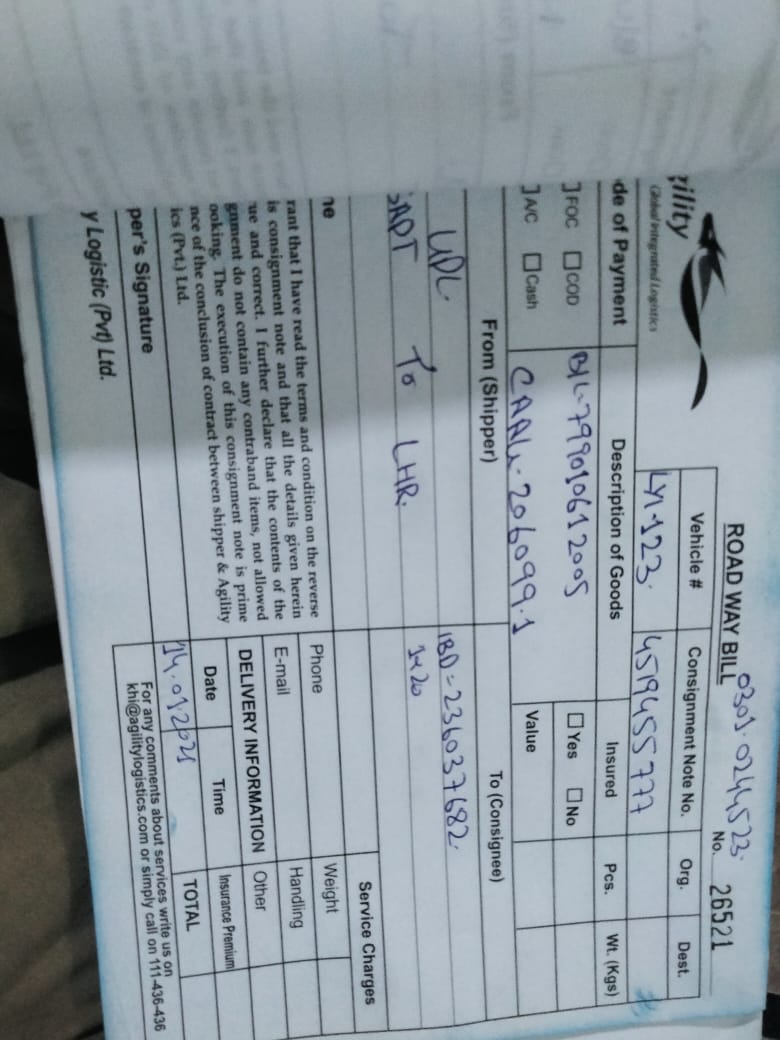 ROAD WAY BILL 0301-0244523
No. 26521
gility
Global Integrated Logistics
Vehicle # Consignment Note No. Org. Dest.
LYI-123 4519455777
de of Payment Description of Goods Insured Pcs. Wt. (Kgs)
FOC COD B/L-799010612005 Yes No
A/C Cash CAAU-206099-1 Value
From (Shipper) To (Consignee)
UDL IBD=236037682
SAPT To LHR 1x20
Service Charges
ne Phone Weight
E-mail Handling
rant that I have read the terms and condition on the reverse
is consignment note and that all the details given herein
ue and correct. I further declare that the contents of the
gnment do not contain any contraband items, not allowed
ooking. The execution of this consignment note is prime
nce of the conclusion of contract between shipper & Agility
ics (Pvt.) Ltd.
DELIVERY INFORMATION Other
Date Time Insurance Premium
14-01-2021 TOTAL
per's Signature
For any comments about services write us on
khi@agilitylogistics.com or simply call on 111-436-436
y Logistic (Pvt) Ltd.